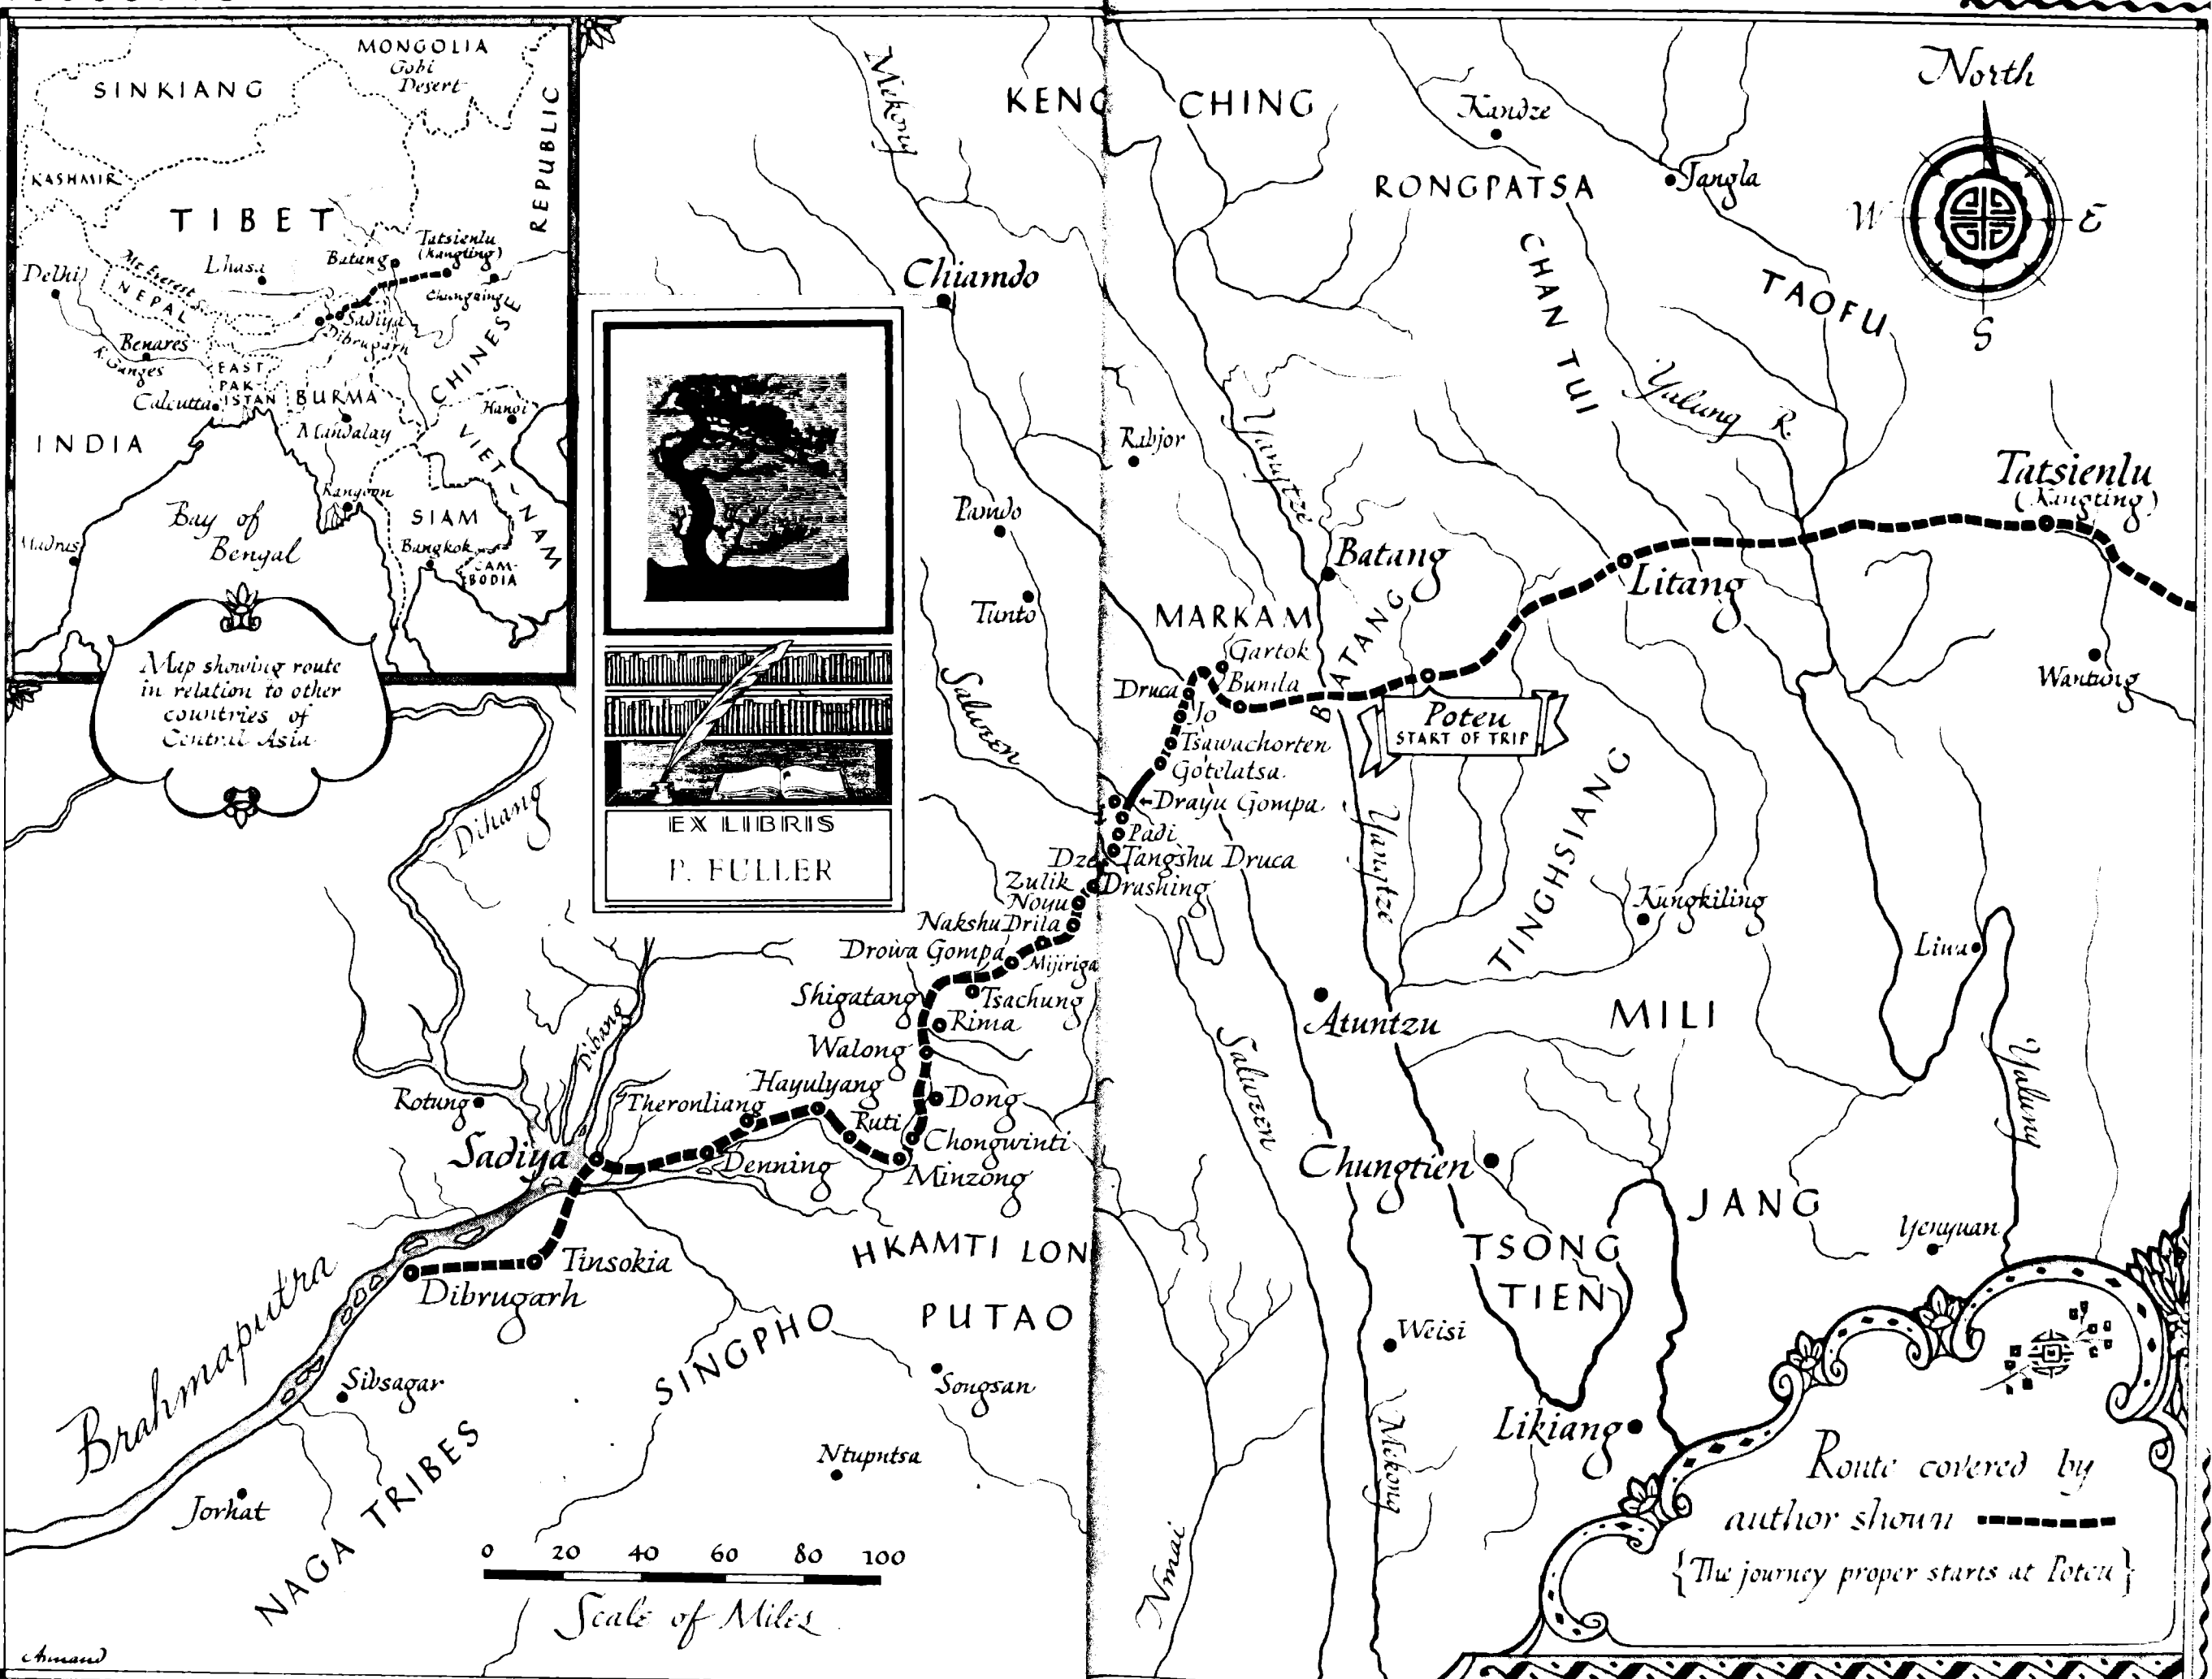 MONGOLIA
Gobi
Desert
SINKIANG
KASHMIR
REPUBLIC
TIBET
Tatsienlu
(Kangting)
Batang
Lhasa
Delhi
Mt Everest
NEPAL
Chungking
CHINESE
Sadiya
Dibrugarh
Benares
R. Ganges
EAST
PAK-
ISTAN
BURMA
Calcutta
Hanoi
Mandalay
INDIA
VIET-NAM
Rangoon
Bay of
Bengal
SIAM
Madras
Bangkok
CAM-
BODIA
Map showing route
in relation to other
countries of
Central Asia
EX LIBRIS
P. FULLER
Mekong
KENG CHING
Kandze
North
W
E
S
RONGPATSA
Jangla
CHAN TUI
TAOFU
Chiamdo
Yalung R.
Yangtze
Rabjor
Tatsienlu
(Kangting)
Pando
Batang
Litang
Tunto
MARKAM
BATANG
Gartok
Bumla
Druca
Jo
Wantung
Poteu
START OF TRIP
Salween
Tsawachorten
Gotelatsa
Drayu Gompa
Padi
Dze
Tangshu Druca
Zulik
Drashing
Noyu
Nakshu Drila
Drowa Gompa
Mijiriga
Shigatang
Tsachung
Rima
Walong
Dihang
Dibang
Yangtze
TINGHSIANG
Kungkiling
Liwa
Atuntzu
MILI
Salween
Yalung
Hayulyang
Theronliang
Dong
Rotung
Ruti
Chongwinti
Sadiya
Denning
Minzong
Chungtien
JANG
Yenyuan
HKAMTI LON
TSONG
TIEN
Tinsokia
Dibrugarh
PUTAO
Brahmaputra
SINGPHO
Weisi
Sibsagar
Songsan
Likiang
Mekong
Ntuputsa
Jorhat
NAGA TRIBES
Nmai
0 20 40 60 80 100
Scale of Miles
Route covered by
author shown
{The journey proper starts at Poteu}
Armand